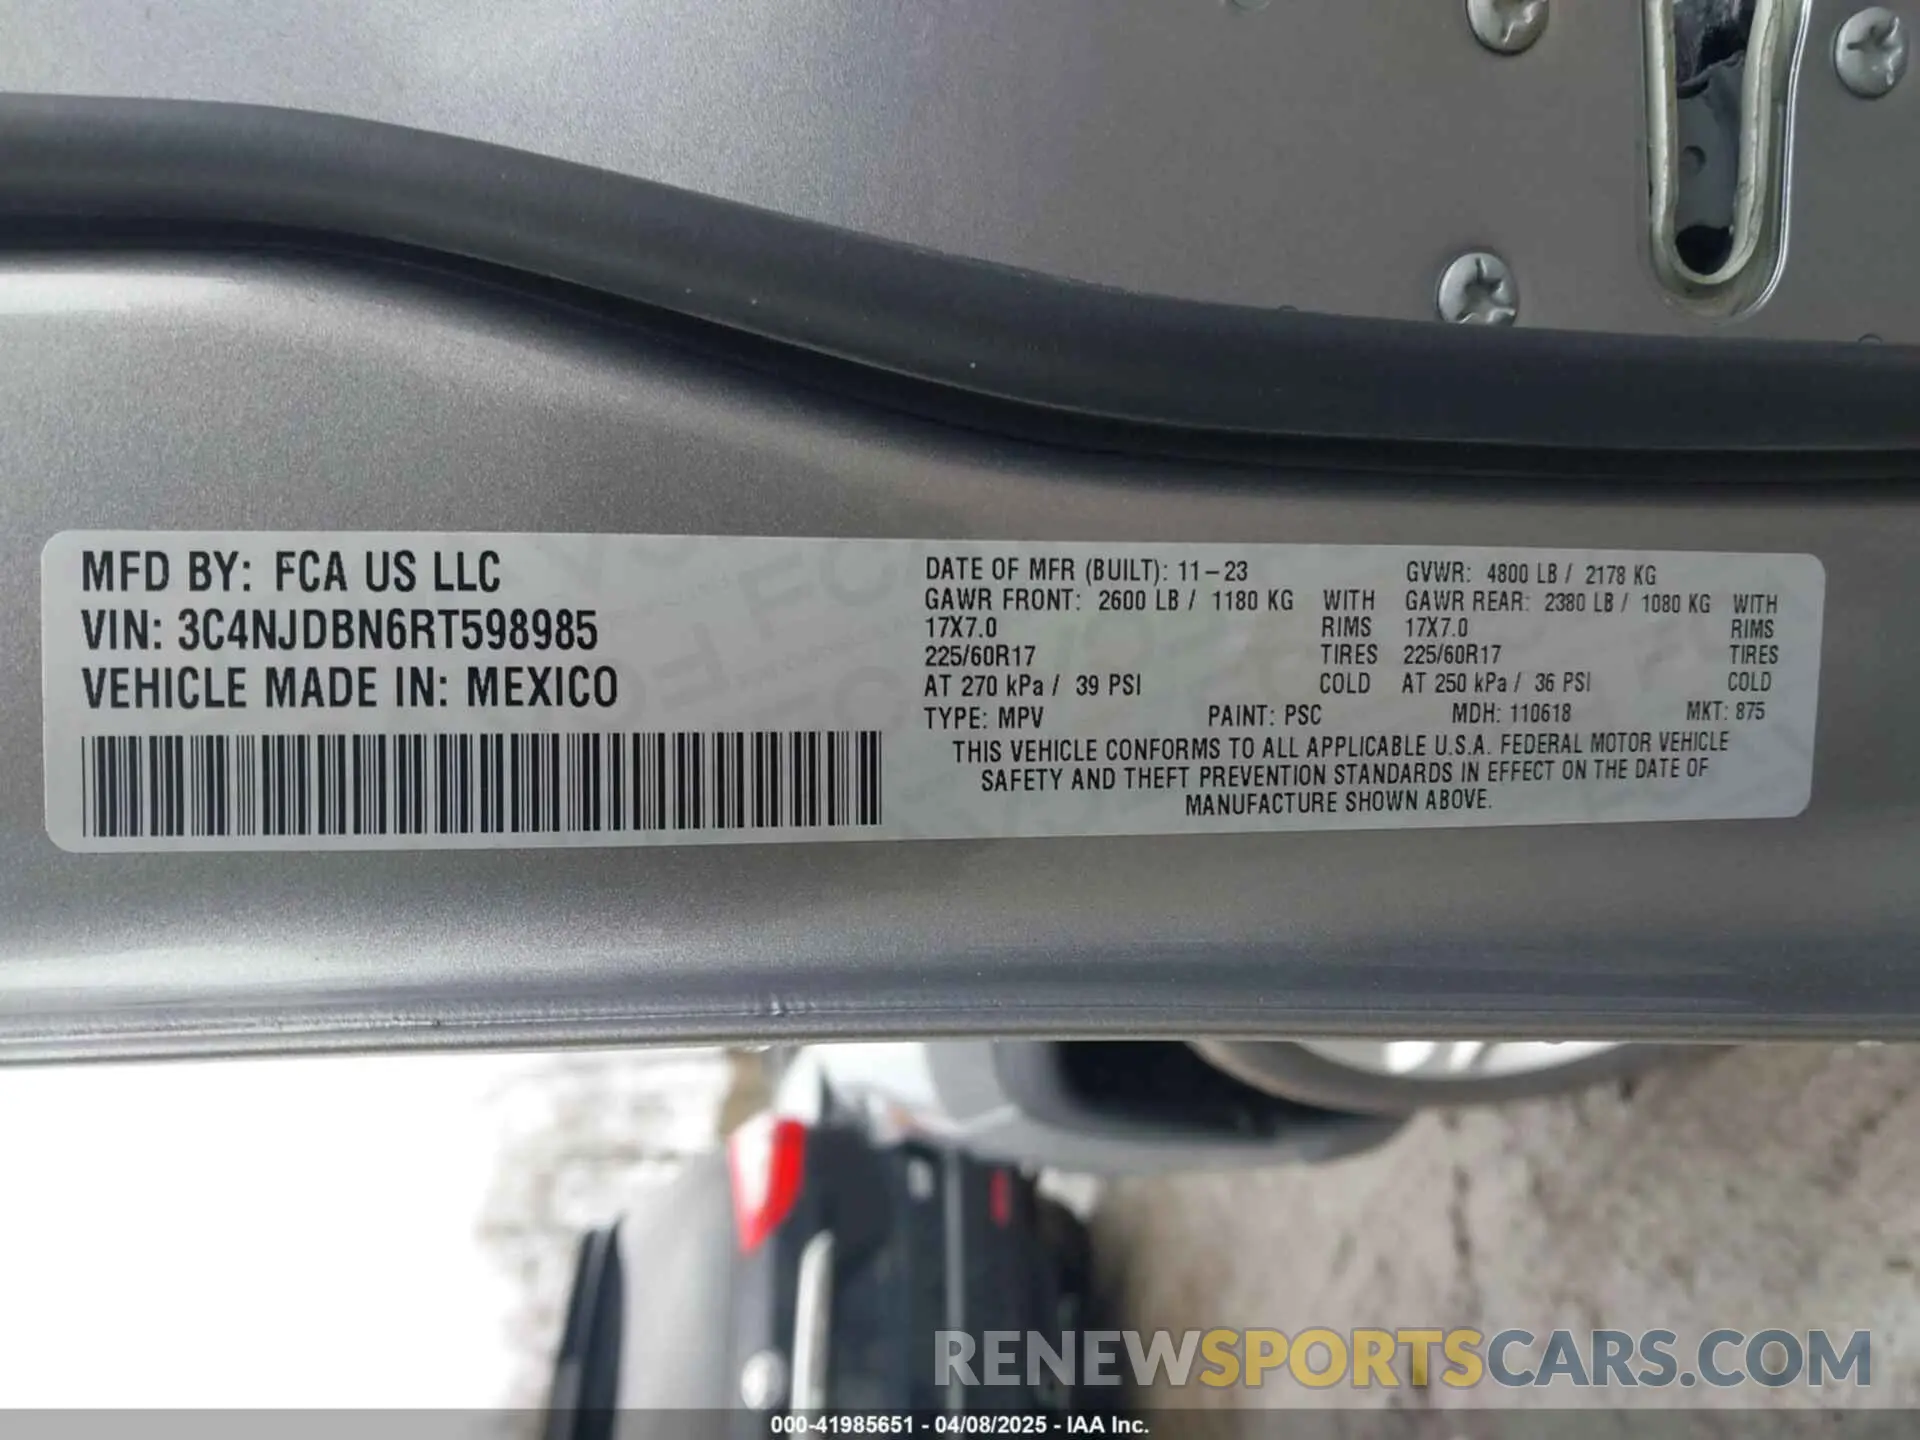 MFD BY: FCA US LLC
VIN: 3C4NJDBN6RT598985
VEHICLE MADE IN: MEXICO
DATE OF MFR (BUILT): 11-23 GVWR: 4800 LB / 2178 KG
GAWR FRONT: 2600 LB / 1180 KG WITH GAWR REAR: 2380 LB / 1080 KG WITH
17X7.0 RIMS 17X7.0 RIMS
225/60R17 TIRES 225/60R17 TIRES
AT 270 kPa / 39 PSI COLD AT 250 kPa / 36 PSI COLD
TYPE: MPV PAINT: PSC MDH: 110618 MKT: 875
THIS VEHICLE CONFORMS TO ALL APPLICABLE U.S.A. FEDERAL MOTOR VEHICLE
SAFETY AND THEFT PREVENTION STANDARDS IN EFFECT ON THE DATE OF
MANUFACTURE SHOWN ABOVE.
RENEWSPORTSCARS.COM
000-41985651 - 04/08/2025 - IAA Inc.